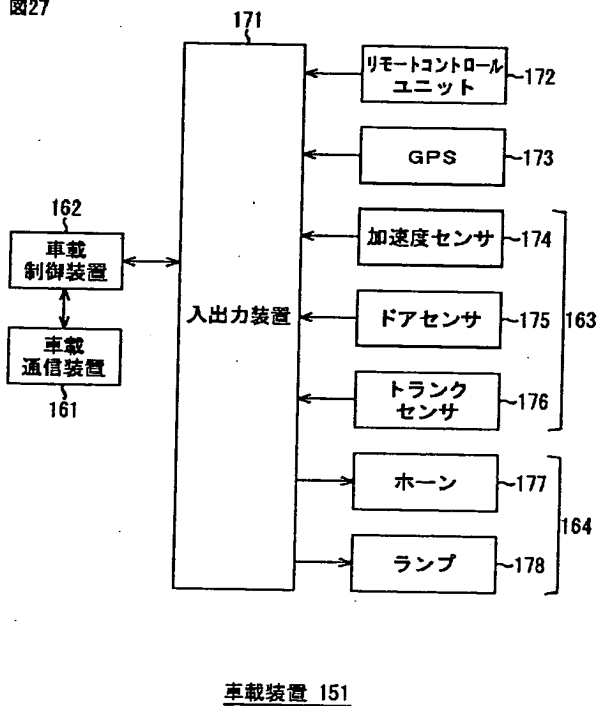 図27
171
リモートコントロール
ユニット
172
GPS
173
162
車載
制御装置
加速度センサ
174
入出力装置
ドアセンサ
175
163
車載
通信装置
161
トランク
センサ
176
ホーン
177
164
ランプ
178
車載装置 151